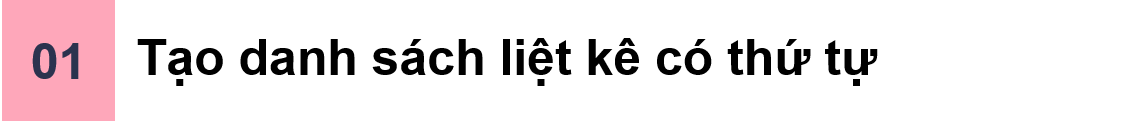 01 Tạo danh sách liệt kê có thứ tự